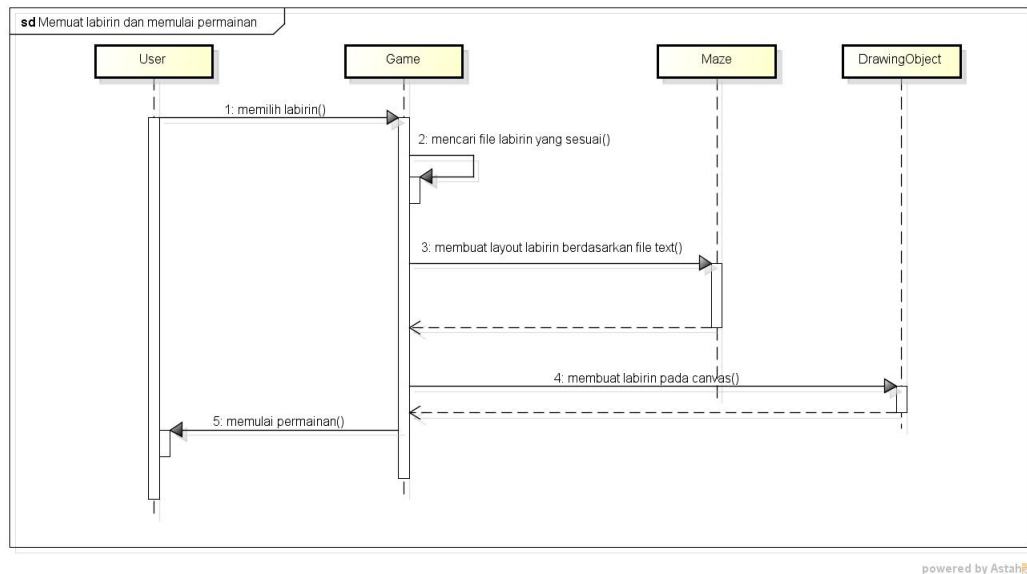 sd Memuat labirin dan memulai permainan
User
Game
Maze
DrawingObject
1: memilih labirin()
2: mencari file labirin yang sesuai()
3: membuat layout labirin berdasarkan file text()
4: membuat labirin pada canvas()
5: memulai permainan()
powered by Astah